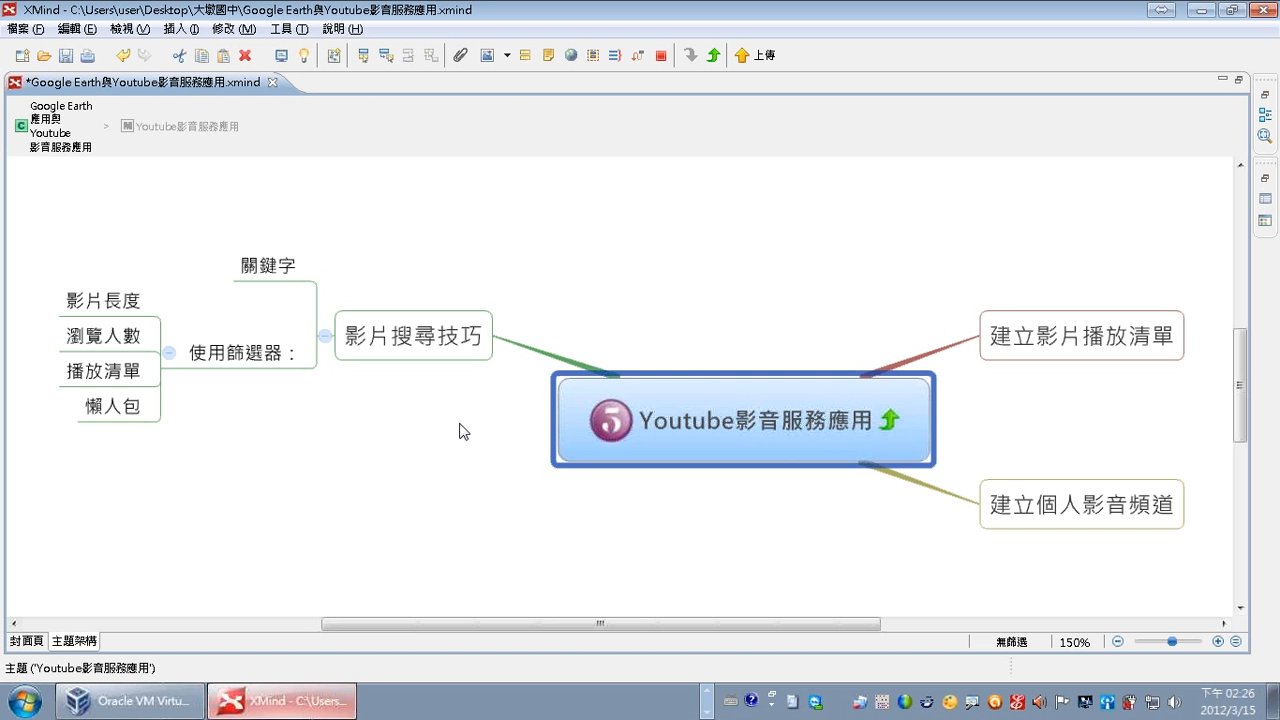 XMind - C:\Users\user\Desktop\大墩國中\Google Earth與Youtube影音服務應用.xmind
檔案 (F) 編輯 (E) 檢視 (V) 插入 (I) 修改 (M) 工具 (T) 說明 (H)
上傳
*Google Earth與Youtube影音服務應用.xmind
Google Earth
應用與
Youtube
影音服務應用
> Youtube影音服務應用
關鍵字
影片長度
瀏覽人數
使用篩選器：
播放清單
懶人包
影片搜尋技巧
建立影片播放清單
5 Youtube影音服務應用
建立個人影音頻道
封面頁 主題架構
無篩選 150%
主題 ('Youtube影音服務應用')
Oracle VM Virtu...
XMind - C:\Users...
下午 02:26
2012/3/15